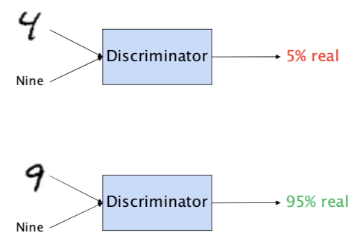 4
Nine
Discriminator
5% real
9
Nine
Discriminator
95% real